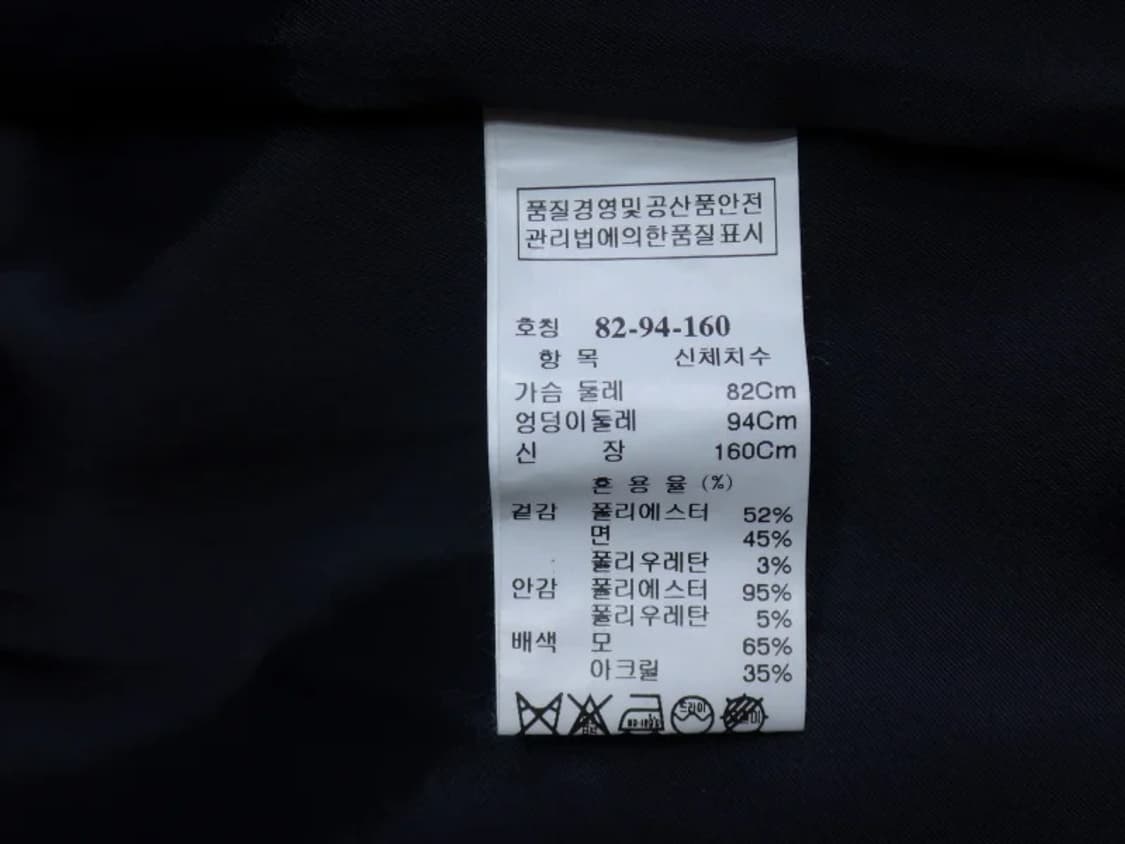 품질경영및공산품안전
관리법에의한품질표시
호칭 82-94-160
항 목 신체치수
가슴 둘레 82Cm
엉덩이둘레 94Cm
신 장 160Cm
혼 용 율 (%)
겉감 폴리에스터 52%
면 45%
폴리우레탄 3%
안감 폴리에스터 95%
폴리우레탄 5%
배색 모 65%
아크릴 35%
드라이